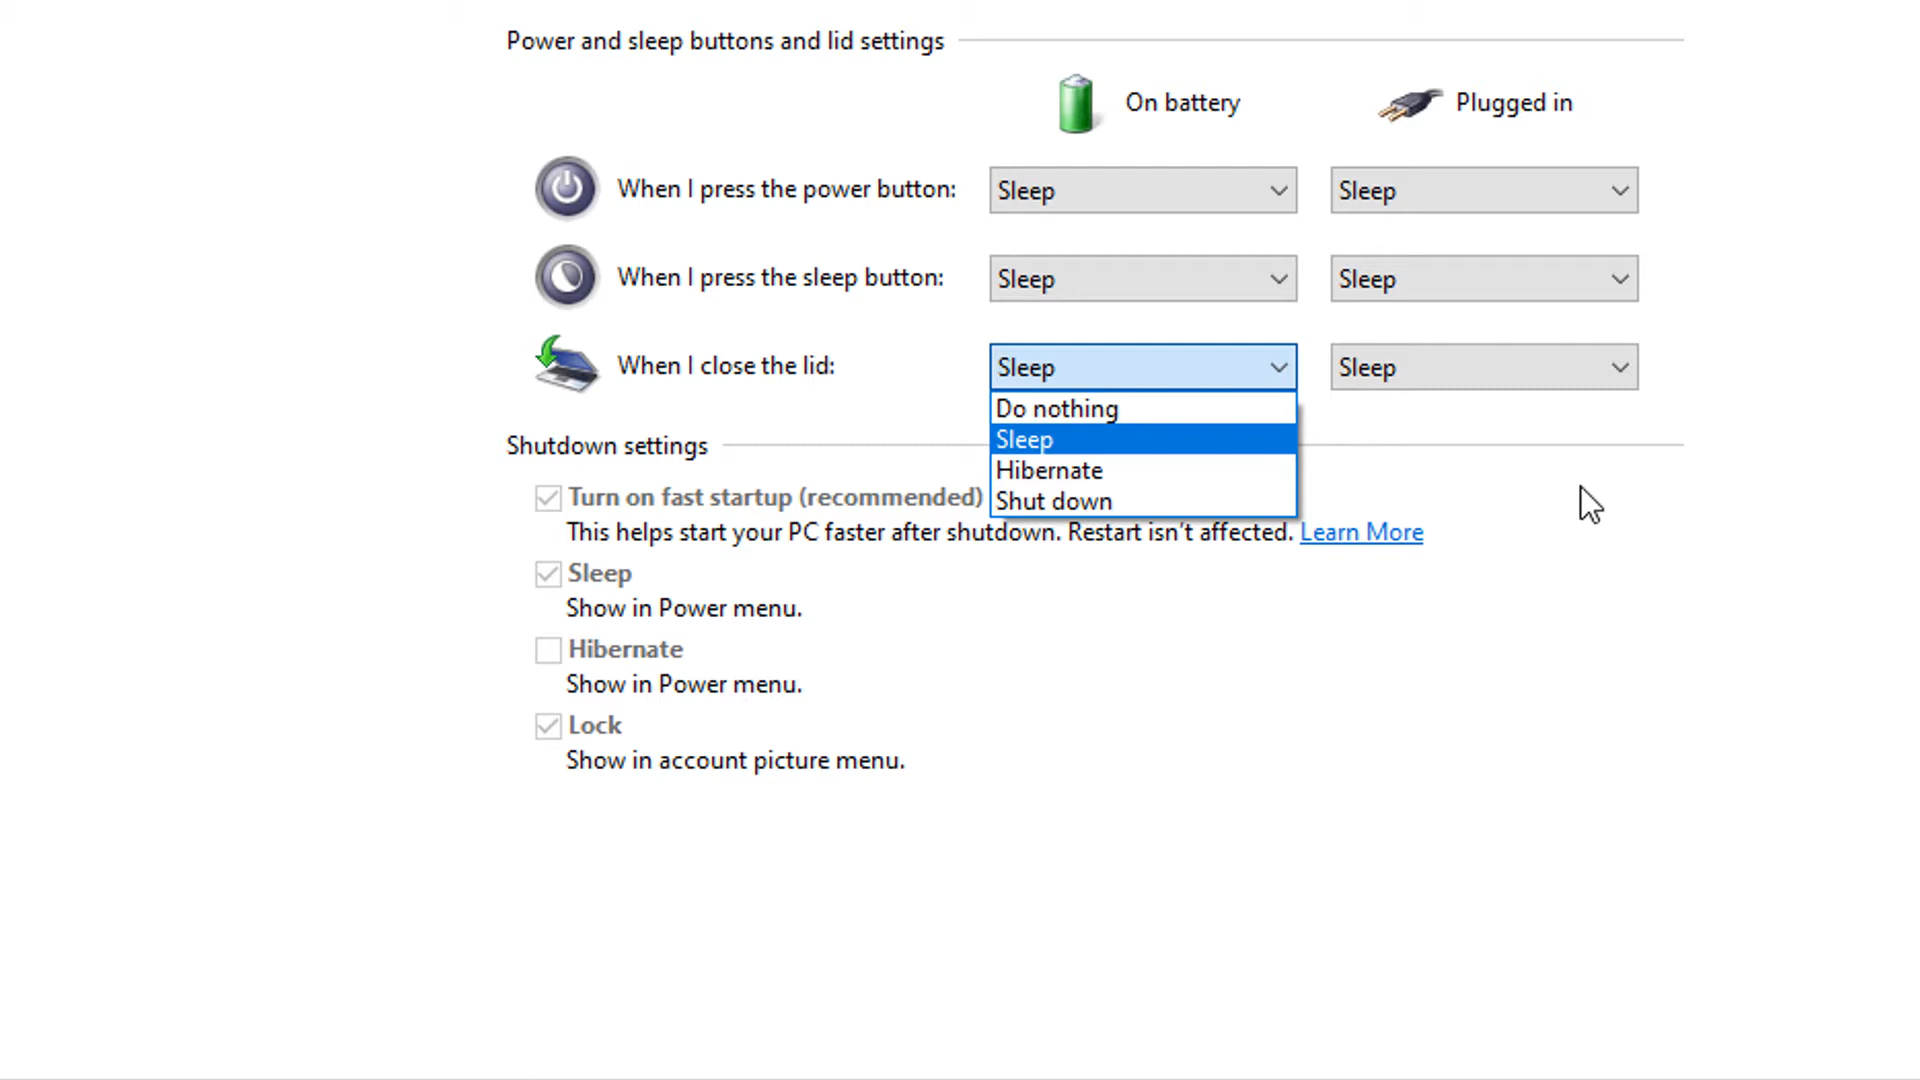 Power and sleep buttons and lid settings
On battery
Plugged in
When I press the power button:
Sleep
Sleep
When I press the sleep button:
Sleep
Sleep
When I close the lid:
Sleep
Sleep
Do nothing
Sleep
Hibernate
Shut down
Shutdown settings
Turn on fast startup (recommended)
This helps start your PC faster after shutdown. Restart isn't affected. Learn More
Sleep
Show in Power menu.
Hibernate
Show in Power menu.
Lock
Show in account picture menu.